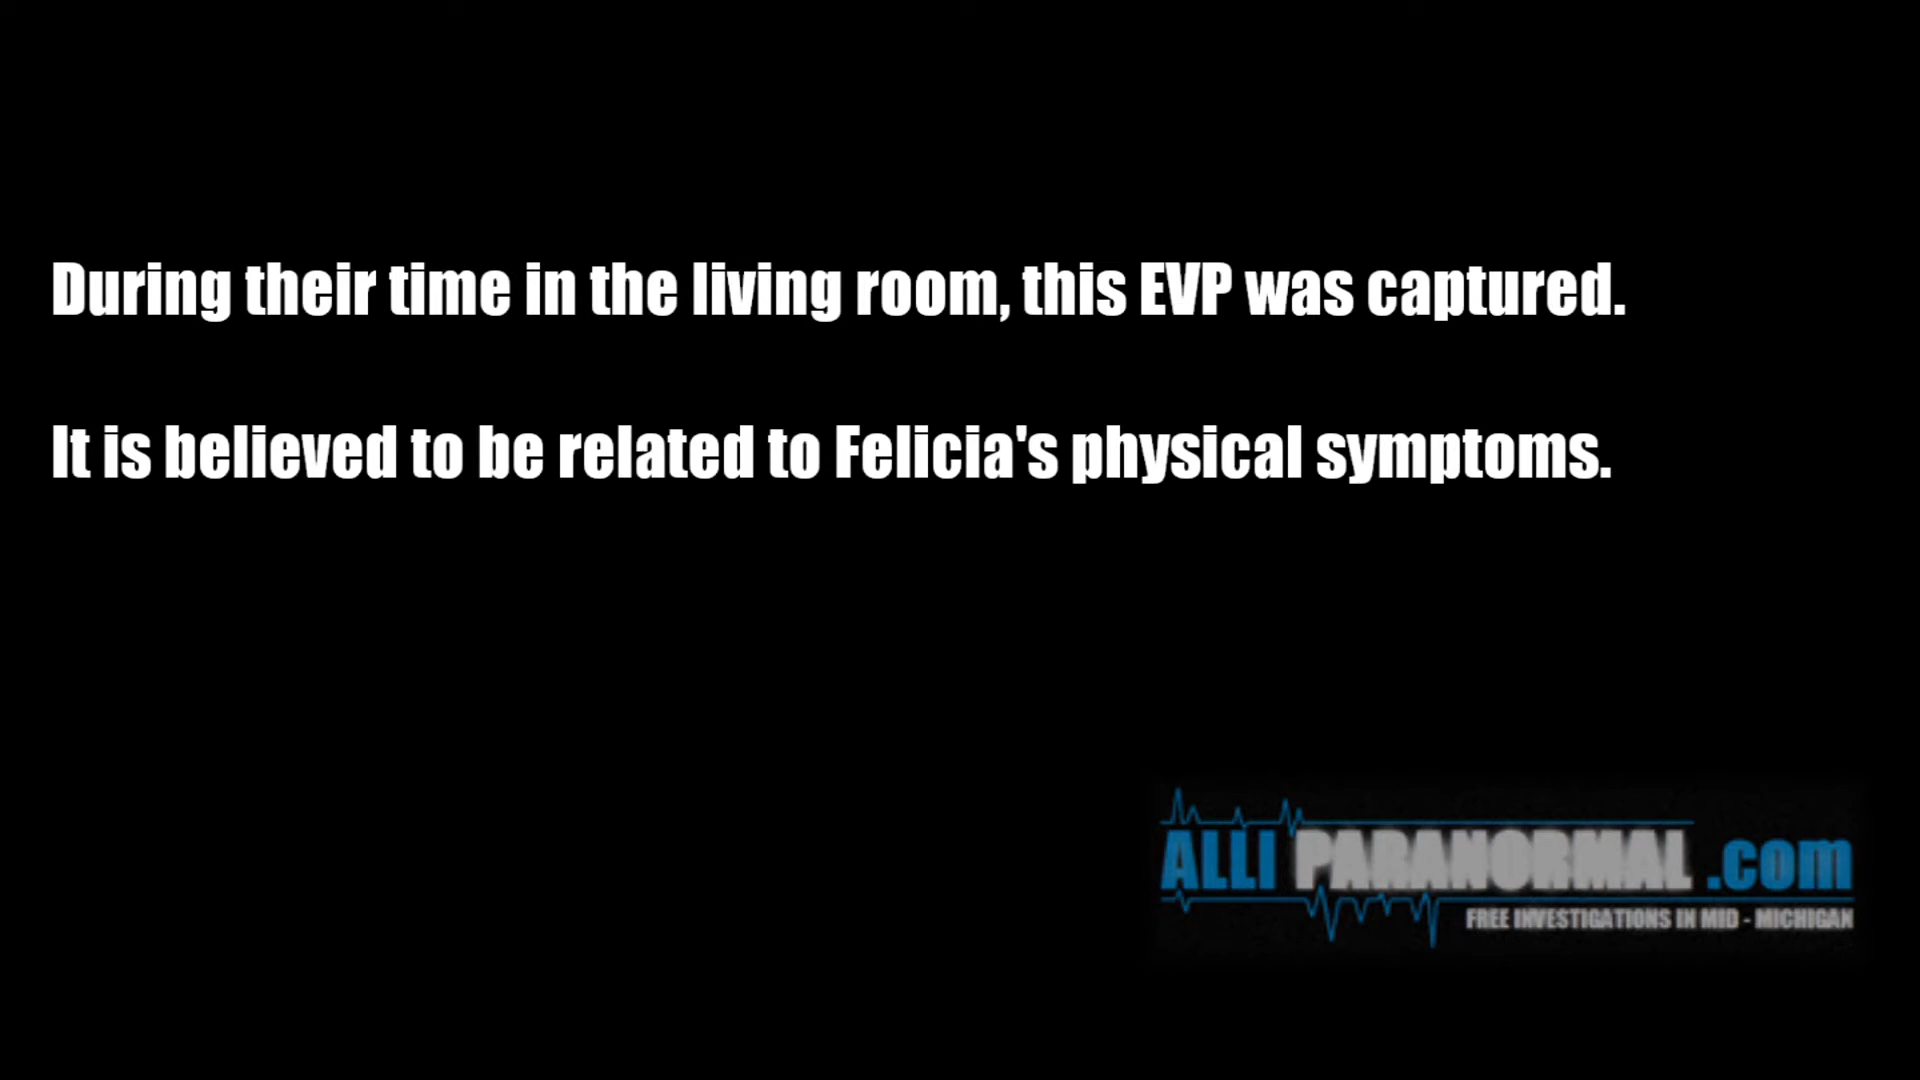 During their time in the living room, this EVP was captured.
It is believed to be related to Felicia's physical symptoms.
ALLI PARANORMAL .com
FREE INVESTIGATIONS IN MID - MICHIGAN